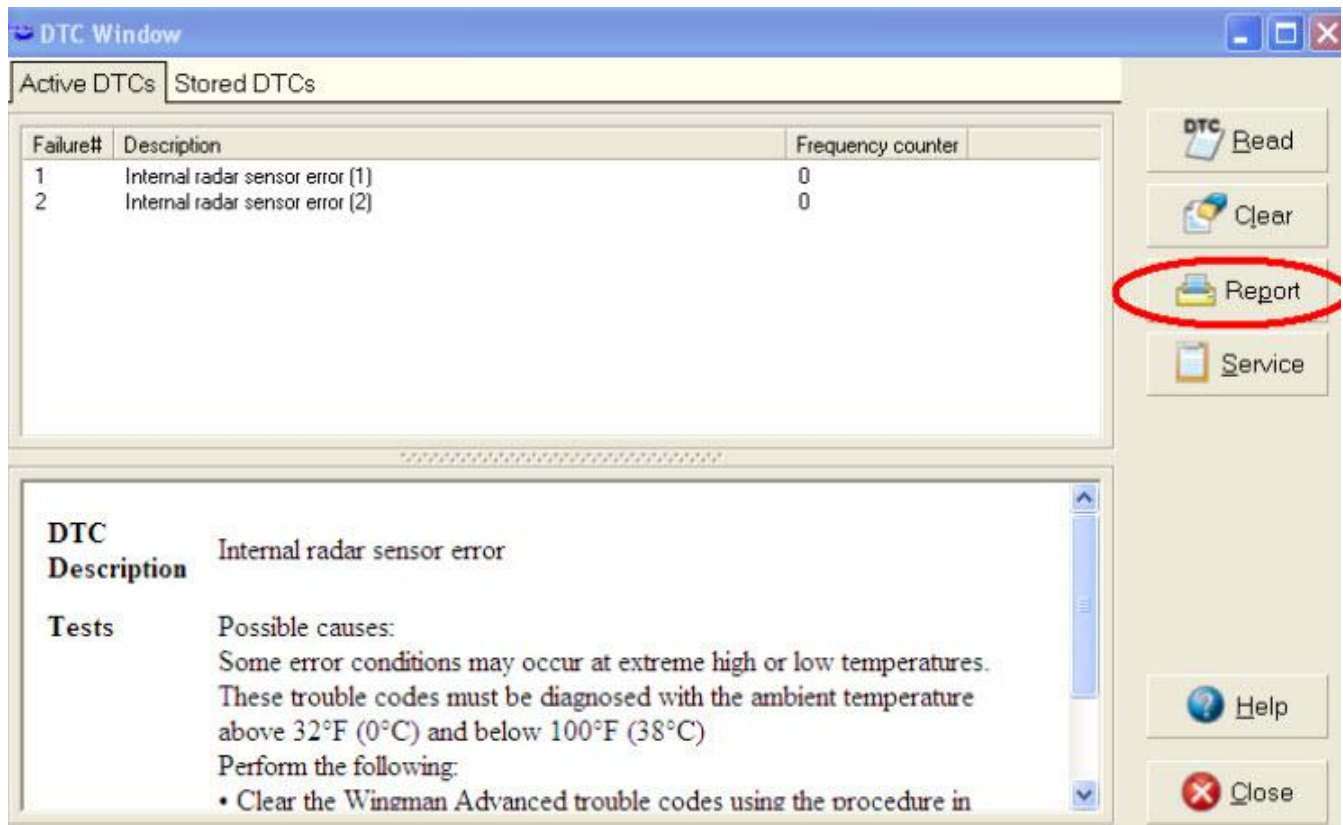 DTC Window
Active DTCs Stored DTCs
Failure# Description Frequency counter
1 Internal radar sensor error (1) 0
2 Internal radar sensor error (2) 0
DTC Read
Clear
Report
Service
DTC Description Internal radar sensor error
Tests Possible causes:
Some error conditions may occur at extreme high or low temperatures.
These trouble codes must be diagnosed with the ambient temperature
above 32°F (0°C) and below 100°F (38°C)
Perform the following:
• Clear the Wingman Advanced trouble codes using the procedure in
Help
Close